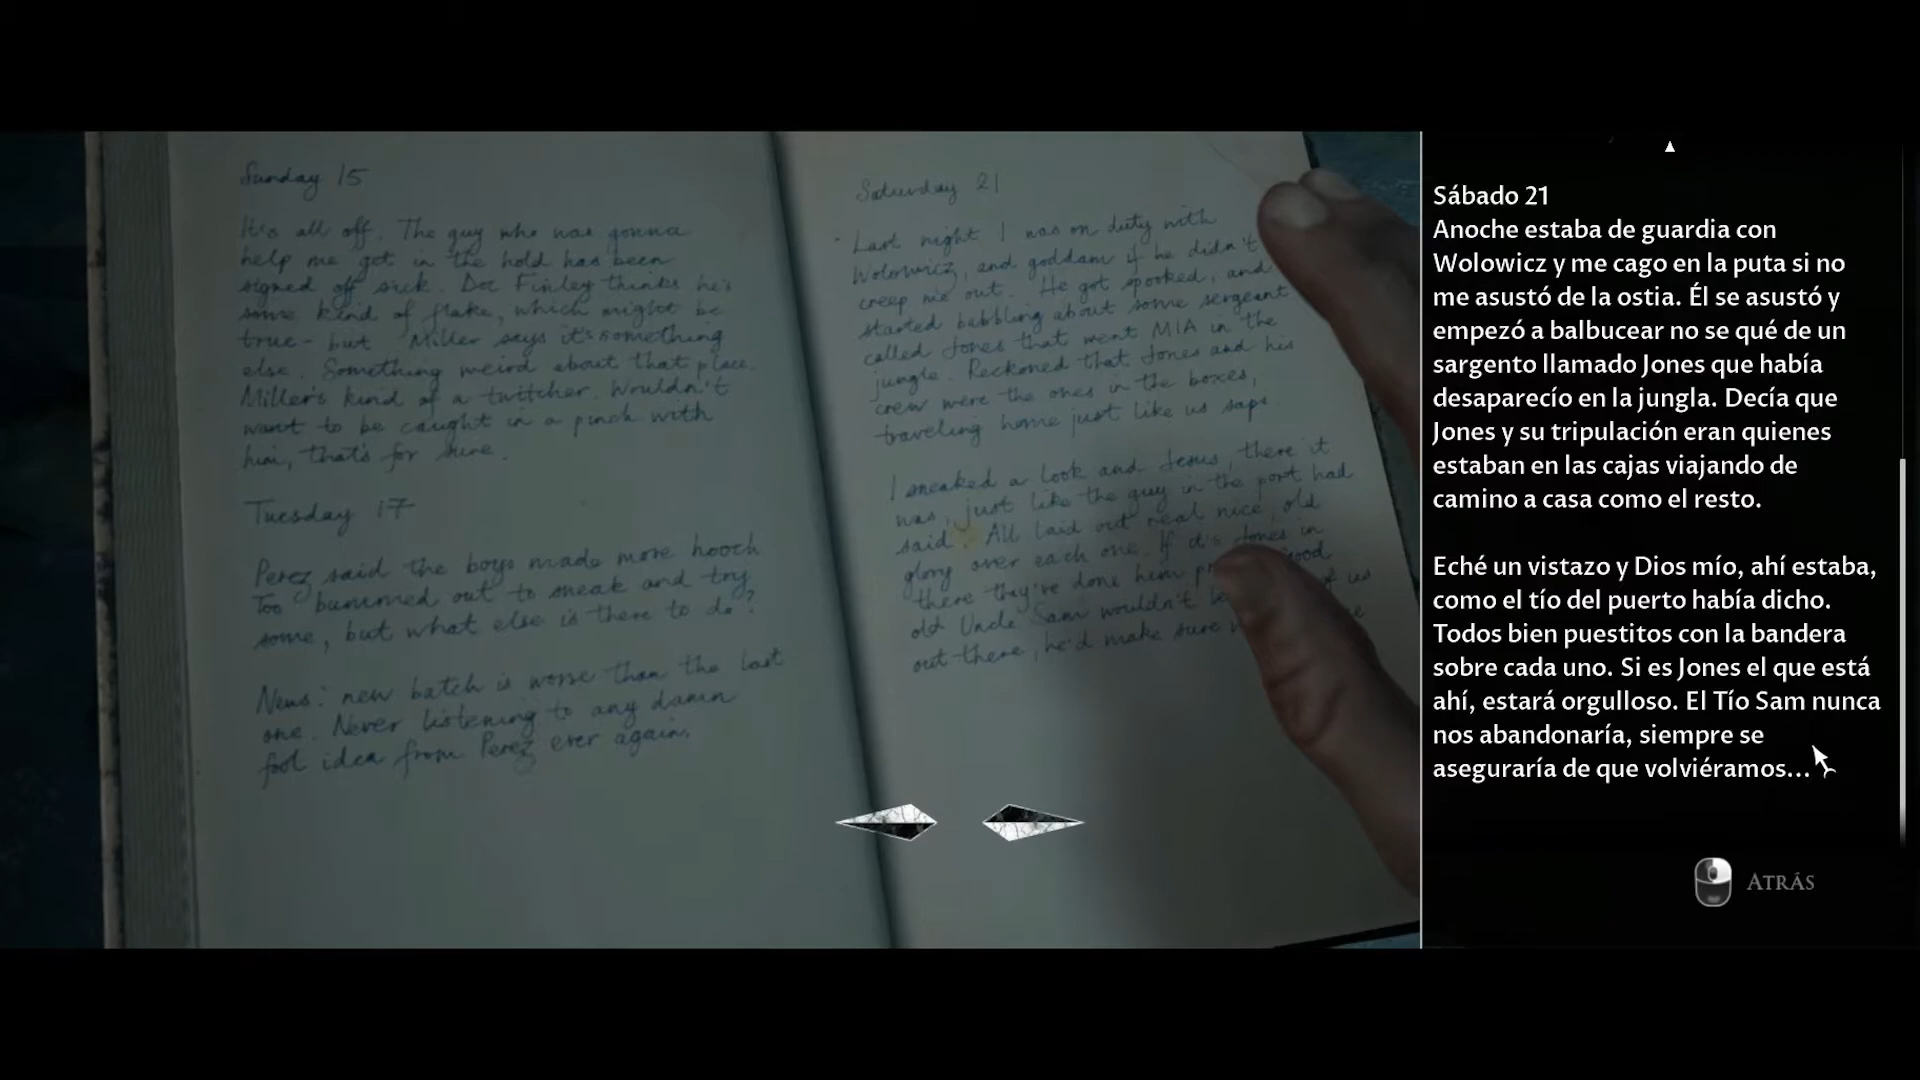 Sunday 15
It's all off. The guy who was gonna
help me get in the hold has been
signed off sick. Doc Finley thinks he's
some kind of flake, which might be
true - but Miller says it's something
else. Something weird about that place.
Miller's kind of a twitcher. Wouldn't
want to be caught in a pinch with
him, that's for sure.
Tuesday 17
Perez said the boys made more hooch
Too bummed out to sneak and try
some, but what else is there to do?
News: new batch is worse than the last
one. Never listening to any damn
fool idea from Perez ever again.
Saturday 21
Last night I was on duty with
Wolowicz, and goddam if he didn't
creep me out. He got spooked, and
started babbling about some sergeant
called Jones that went MIA in the
jungle. Reckoned that Jones and his
crew were the ones in the boxes,
traveling home just like us saps.
I sneaked a look and Jesus, there it
was, just like the guy in the port had
said. All laid out real nice, old
glory over each one. If it's Jones in
there they've done him good
old Uncle Sam wouldn't of us
out there, he'd make sure
Sábado 21
Anoche estaba de guardia con
Wolowicz y me cago en la puta si no
me asustó de la ostia. Él se asustó y
empezó a balbucear no se qué de un
sargento llamado Jones que había
desaparecío en la jungla. Decía que
Jones y su tripulación eran quienes
estaban en las cajas viajando de
camino a casa como el resto.
Eché un vistazo y Dios mío, ahí estaba,
como el tío del puerto había dicho.
Todos bien puestitos con la bandera
sobre cada uno. Si es Jones el que está
ahí, estará orgulloso. El Tío Sam nunca
nos abandonaría, siempre se
aseguraría de que volviéramos...
Atrás